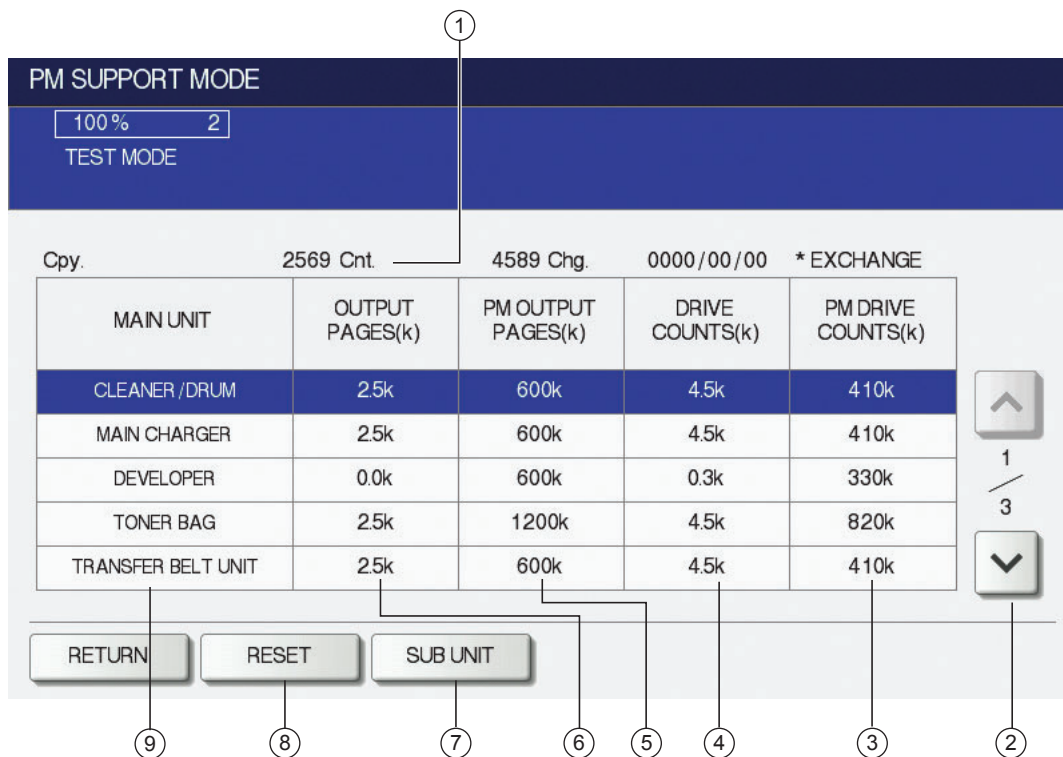 1
PM SUPPORT MODE
100% 2
TEST MODE
Cpy. 2569 Cnt. 4589 Chg. 0000/00/00 * EXCHANGE
MAIN UNIT OUTPUT PAGES(k) PM OUTPUT PAGES(k) DRIVE COUNTS(k) PM DRIVE COUNTS(k)
CLEANER/DRUM 2.5k 600k 4.5k 410k
MAIN CHARGER 2.5k 600k 4.5k 410k
DEVELOPER 0.0k 600k 0.3k 330k
TONER BAG 2.5k 1200k 4.5k 820k
TRANSFER BELT UNIT 2.5k 600k 4.5k 410k
1
/
3
RETURN RESET SUB UNIT
9 8 7 6 5 4 3 2